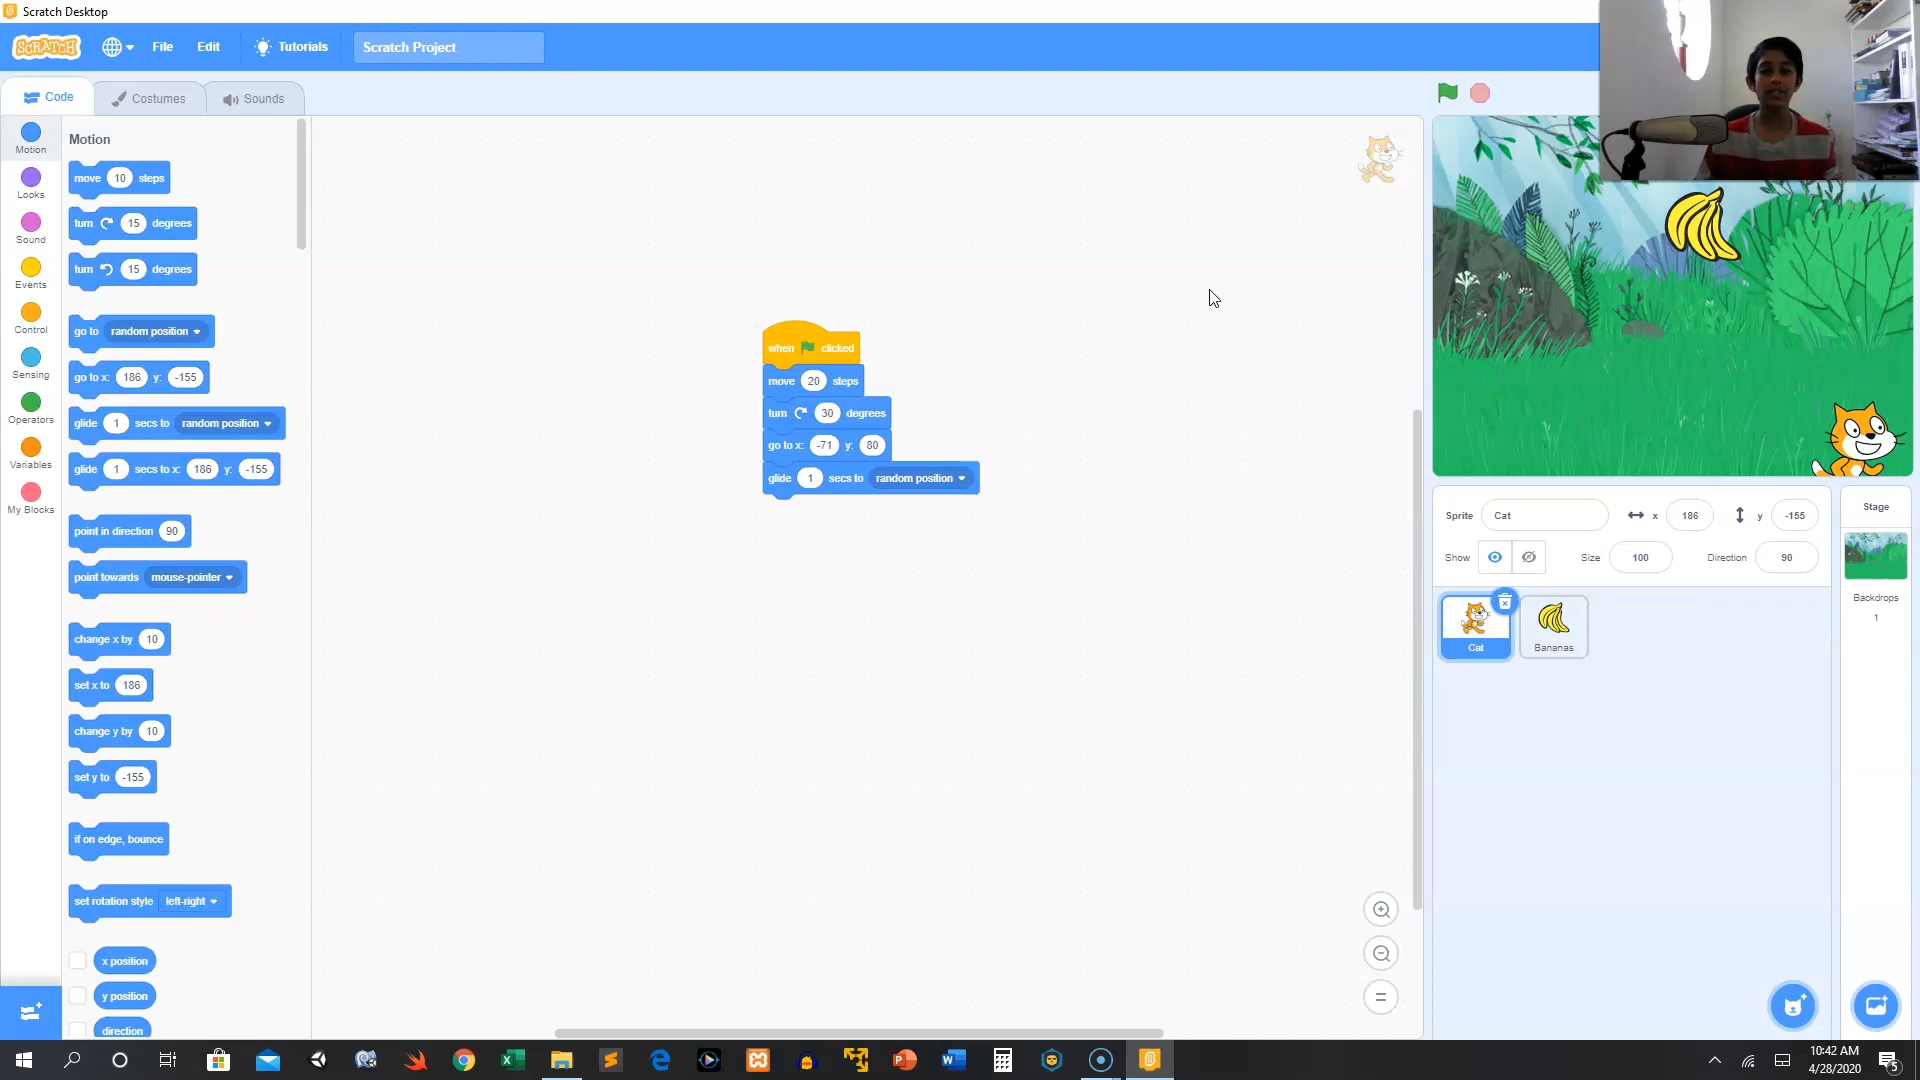 Scratch Desktop
SCRATCH File Edit Tutorials Scratch Project
Code Costumes Sounds
Motion
Looks
Sound
Events
Control
Sensing
Operators
Variables
My Blocks
Motion
move 10 steps
turn 15 degrees
turn 15 degrees
go to random position
go to x: 186 y: -155
glide 1 secs to random position
glide 1 secs to x: 186 y: -155
point in direction 90
point towards mouse-pointer
change x by 10
set x to 186
change y by 10
set y to -155
if on edge, bounce
set rotation style left-right
x position
y position
direction
when clicked
move 20 steps
turn 30 degrees
go to x: -71 y: 80
glide 1 secs to random position
Sprite Cat x 186 y -155
Show Size 100 Direction 90
Cat Bananas
Stage
Backdrops
1
10:42 AM
4/28/2020
5